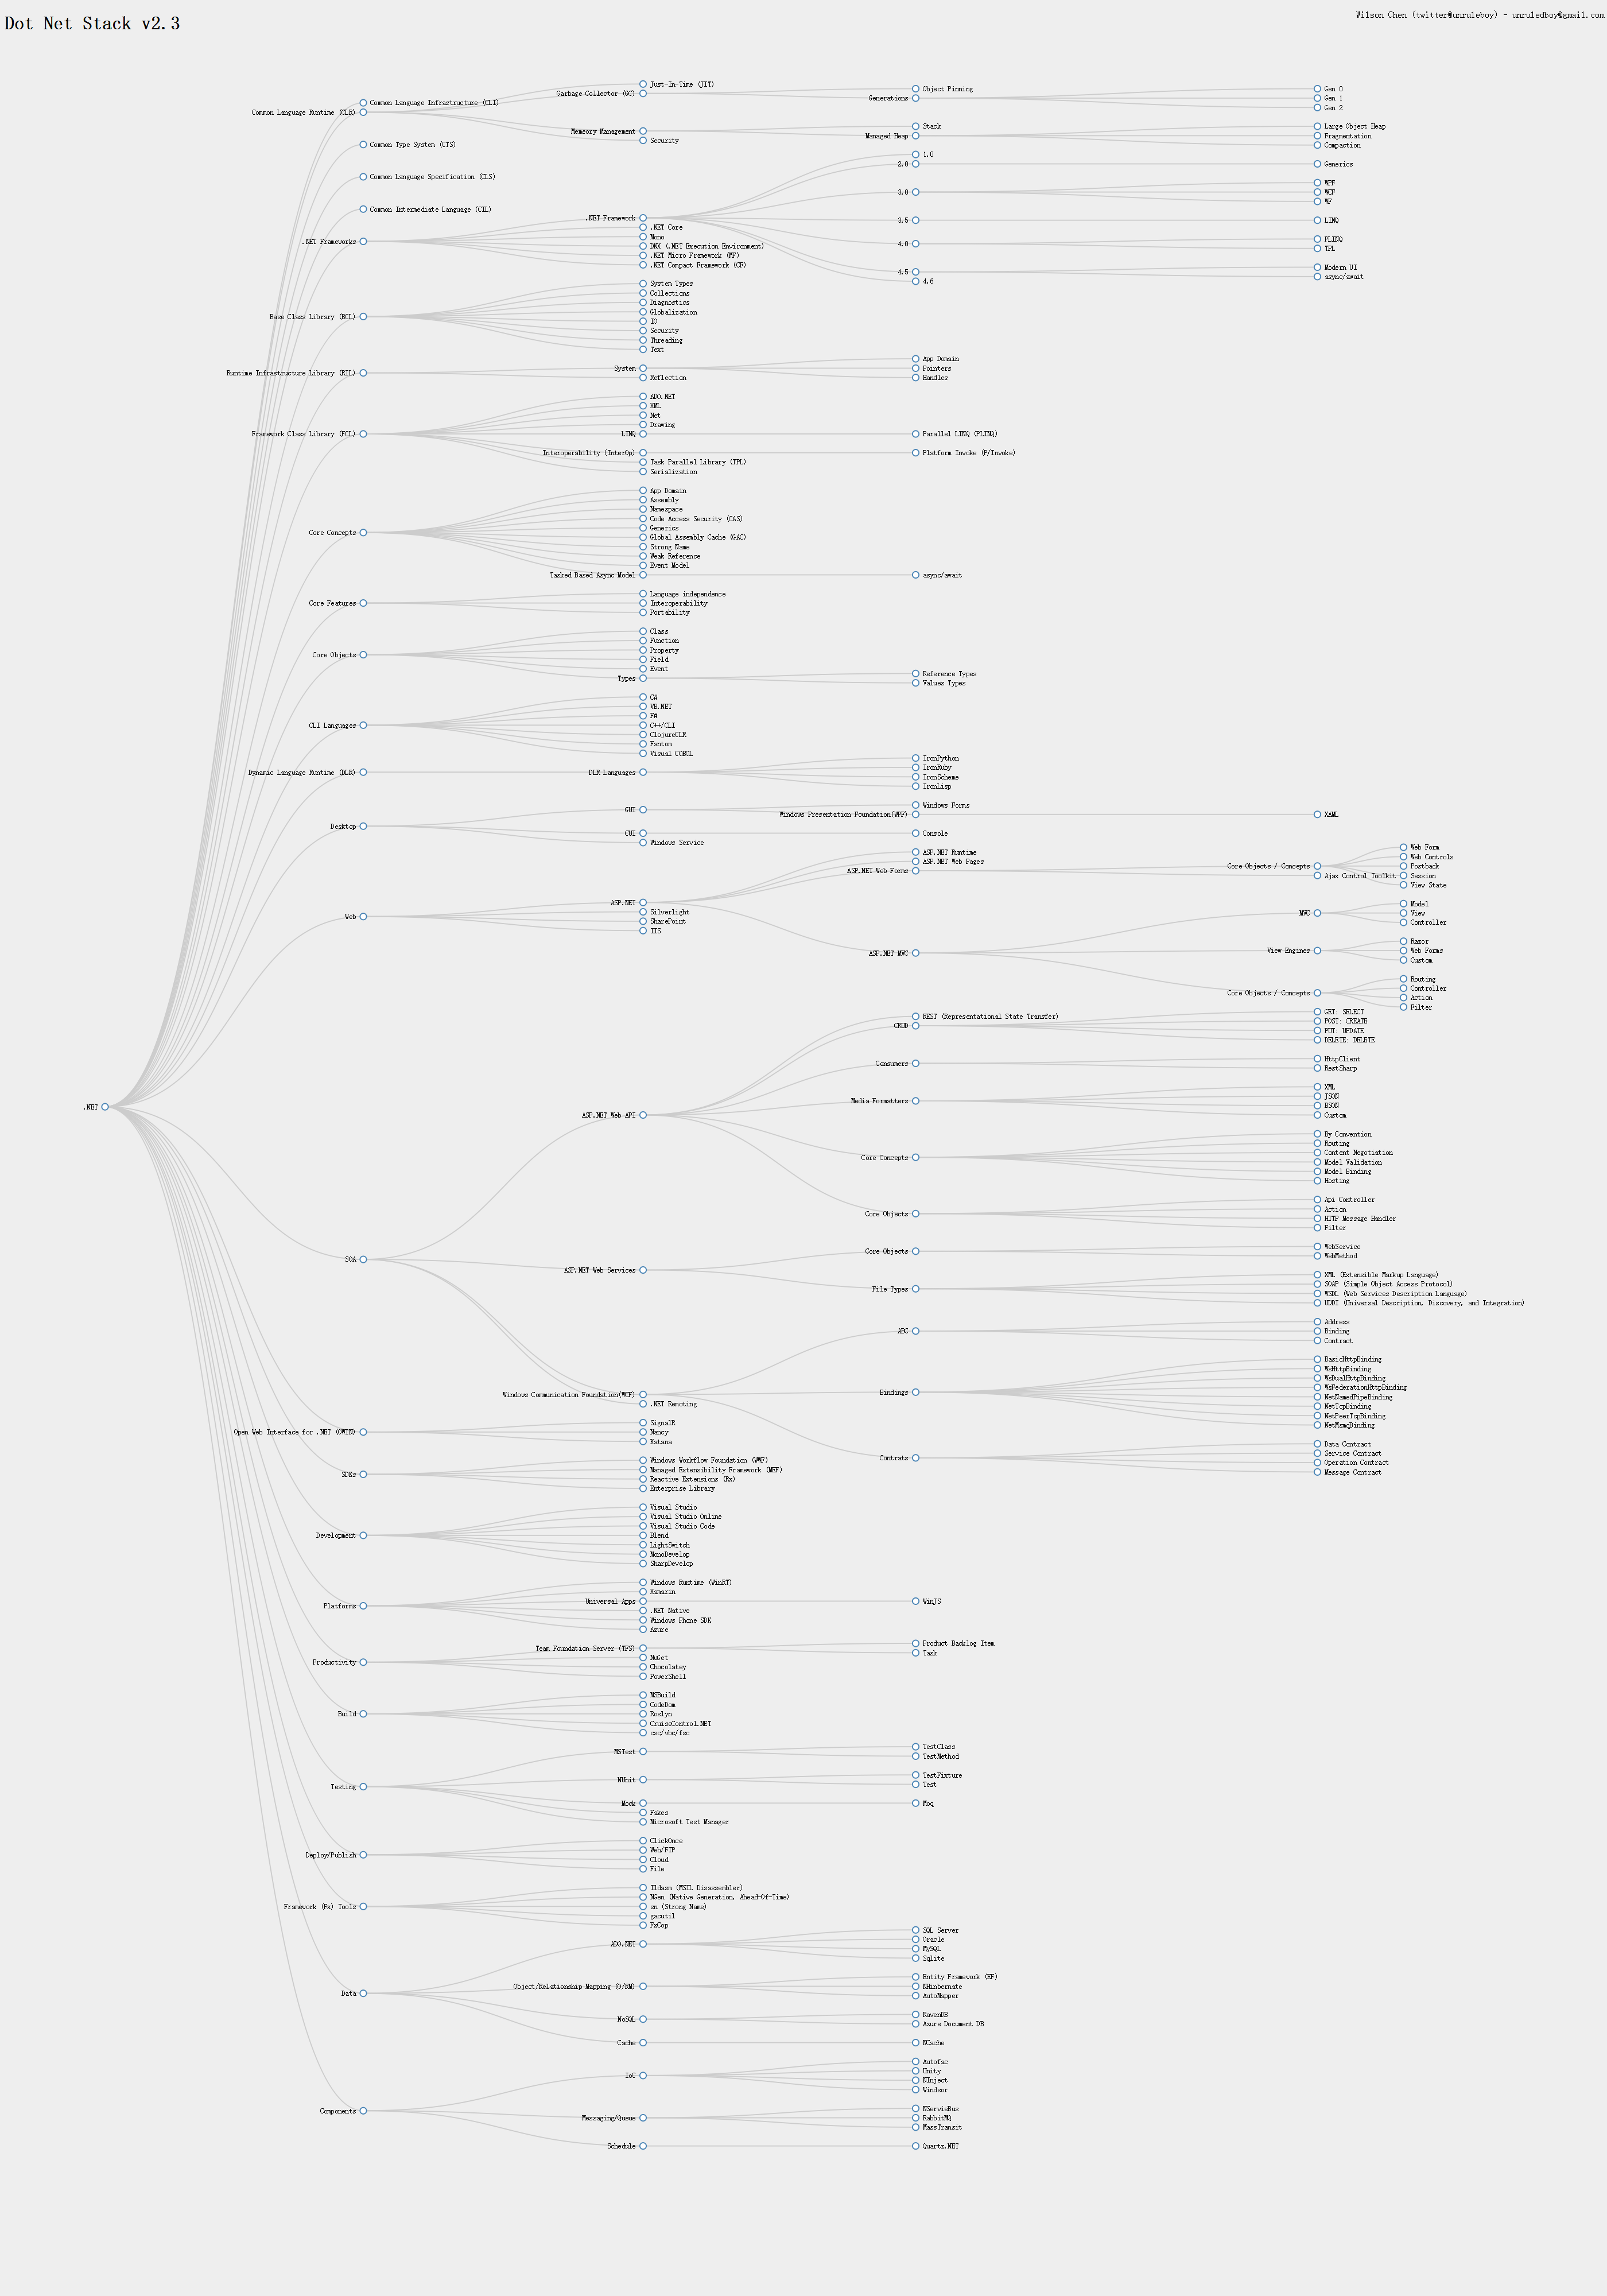 Dot Net Stack v2.3
Wilson Chen (twitter@unruleboy) - unruledboy@gmail.com
.NET
Common Language Infrastructure (CLI)
Common Language Runtime (CLR)
Just-In-Time (JIT)
Garbage Collector (GC)
Object Pinning
Generations
Gen 0
Gen 1
Gen 2
Memeory Management
Stack
Managed Heap
Large Object Heap
Fragmentation
Compaction
Security
Common Type System (CTS)
Common Language Specification (CLS)
Common Intermediate Language (CIL)
.NET Frameworks
.NET Framework
1.0
2.0
Generics
3.0
WPF
WCF
WF
3.5
LINQ
4.0
PLINQ
TPL
4.5
Modern UI
async/await
4.6
.NET Core
Mono
DNX (.NET Execution Environment)
.NET Micro Framework (MF)
.NET Compact Framework (CF)
Base Class Library (BCL)
System Types
Collections
Diagnostics
Globalization
IO
Security
Threading
Text
Runtime Infrastructure Library (RIL)
System
App Domain
Pointers
Handles
Reflection
Framework Class Library (FCL)
ADO.NET
XML
Net
Drawing
LINQ
Parallel LINQ (PLINQ)
Interoperability (InterOp)
Platform Invoke (P/Invoke)
Task Parallel Library (TPL)
Serialization
Core Concepts
App Domain
Assembly
Namespace
Code Access Security (CAS)
Generics
Global Assembly Cache (GAC)
Strong Name
Weak Reference
Event Model
Tasked Based Async Model
async/await
Core Features
Language independence
Interoperability
Portability
Core Objects
Class
Function
Property
Field
Event
Types
Reference Types
Values Types
CLI Languages
C#
VB.NET
F#
C++/CLI
ClojureCLR
Fantom
Visual COBOL
Dynamic Language Runtime (DLR)
DLR Languages
IronPython
IronRuby
IronScheme
IronLisp
Desktop
GUI
Windows Forms
Windows Presentation Foundation(WPF)
XAML
CUI
Console
Windows Service
Web
ASP.NET
ASP.NET Runtime
ASP.NET Web Pages
ASP.NET Web Forms
Core Objects / Concepts
Web Form
Web Controls
Postback
Session
View State
Ajax Control Toolkit
ASP.NET MVC
MVC
Model
View
Controller
View Engines
Razor
Web Forms
Custom
Core Objects / Concepts
Routing
Controller
Action
Filter
Silverlight
SharePoint
IIS
SOA
ASP.NET Web API
REST (Representational State Transfer)
CRUD
GET: SELECT
POST: CREATE
PUT: UPDATE
DELETE: DELETE
Consumers
HttpClient
RestSharp
Media Formatters
XML
JSON
BSON
Custom
Core Concepts
By Convention
Routing
Content Negotiation
Model Validation
Model Binding
Hosting
Core Objects
Api Controller
Action
HTTP Message Handler
Filter
ASP.NET Web Services
Core Objects
WebService
WebMethod
File Types
XML (Extensible Markup Language)
SOAP (Simple Object Access Protocol)
WSDL (Web Services Description Language)
UDDI (Universal Description, Discovery, and Integration)
Windows Communication Foundation(WCF)
ABC
Address
Binding
Contract
Bindings
BasicHttpBinding
WsHttpBinding
WsDualHttpBinding
WsFederationHttpBinding
NetNamedPipeBinding
NetTcpBinding
NetPeerTcpBinding
NetMsmqBinding
Contrats
Data Contract
Service Contract
Operation Contract
Message Contract
.NET Remoting
Open Web Interface for .NET (OWIN)
SignalR
Nancy
Katana
SDKs
Windows Workflow Foundation (WWF)
Managed Extensibility Framework (MEF)
Reactive Extensions (Rx)
Enterprise Library
Development
Visual Studio
Visual Studio Online
Visual Studio Code
Blend
LightSwitch
MonoDevelop
SharpDevelop
Platforms
Windows Runtime (WinRT)
Xamarin
Universal Apps
WinJS
.NET Native
Windows Phone SDK
Azure
Productivity
Team Foundation Server (TFS)
Product Backlog Item
Task
NuGet
Chocolatey
PowerShell
Build
MSBuild
CodeDom
Roslyn
CruiseControl.NET
csc/vbc/fsc
Testing
MSTest
TestClass
TestMethod
NUnit
TestFixture
Test
Mock
Moq
Fakes
Microsoft Test Manager
Deploy/Publish
ClickOnce
Web/FTP
Cloud
File
Framework (Fx) Tools
Ildasm (MSIL Disassembler)
NGen (Native Generation, Ahead-Of-Time)
sn (Strong Name)
gacutil
FxCop
Data
ADO.NET
SQL Server
Oracle
MySQL
Sqlite
Object/Relationship Mapping (O/RM)
Entity Framework (EF)
NHinbernate
AutoMapper
NoSQL
RavenDB
Azure Document DB
Cache
NCache
Components
IoC
Autofac
Unity
NInject
Windsor
Messaging/Queue
NServieBus
RabbitMQ
MassTransit
Schedule
Quartz.NET